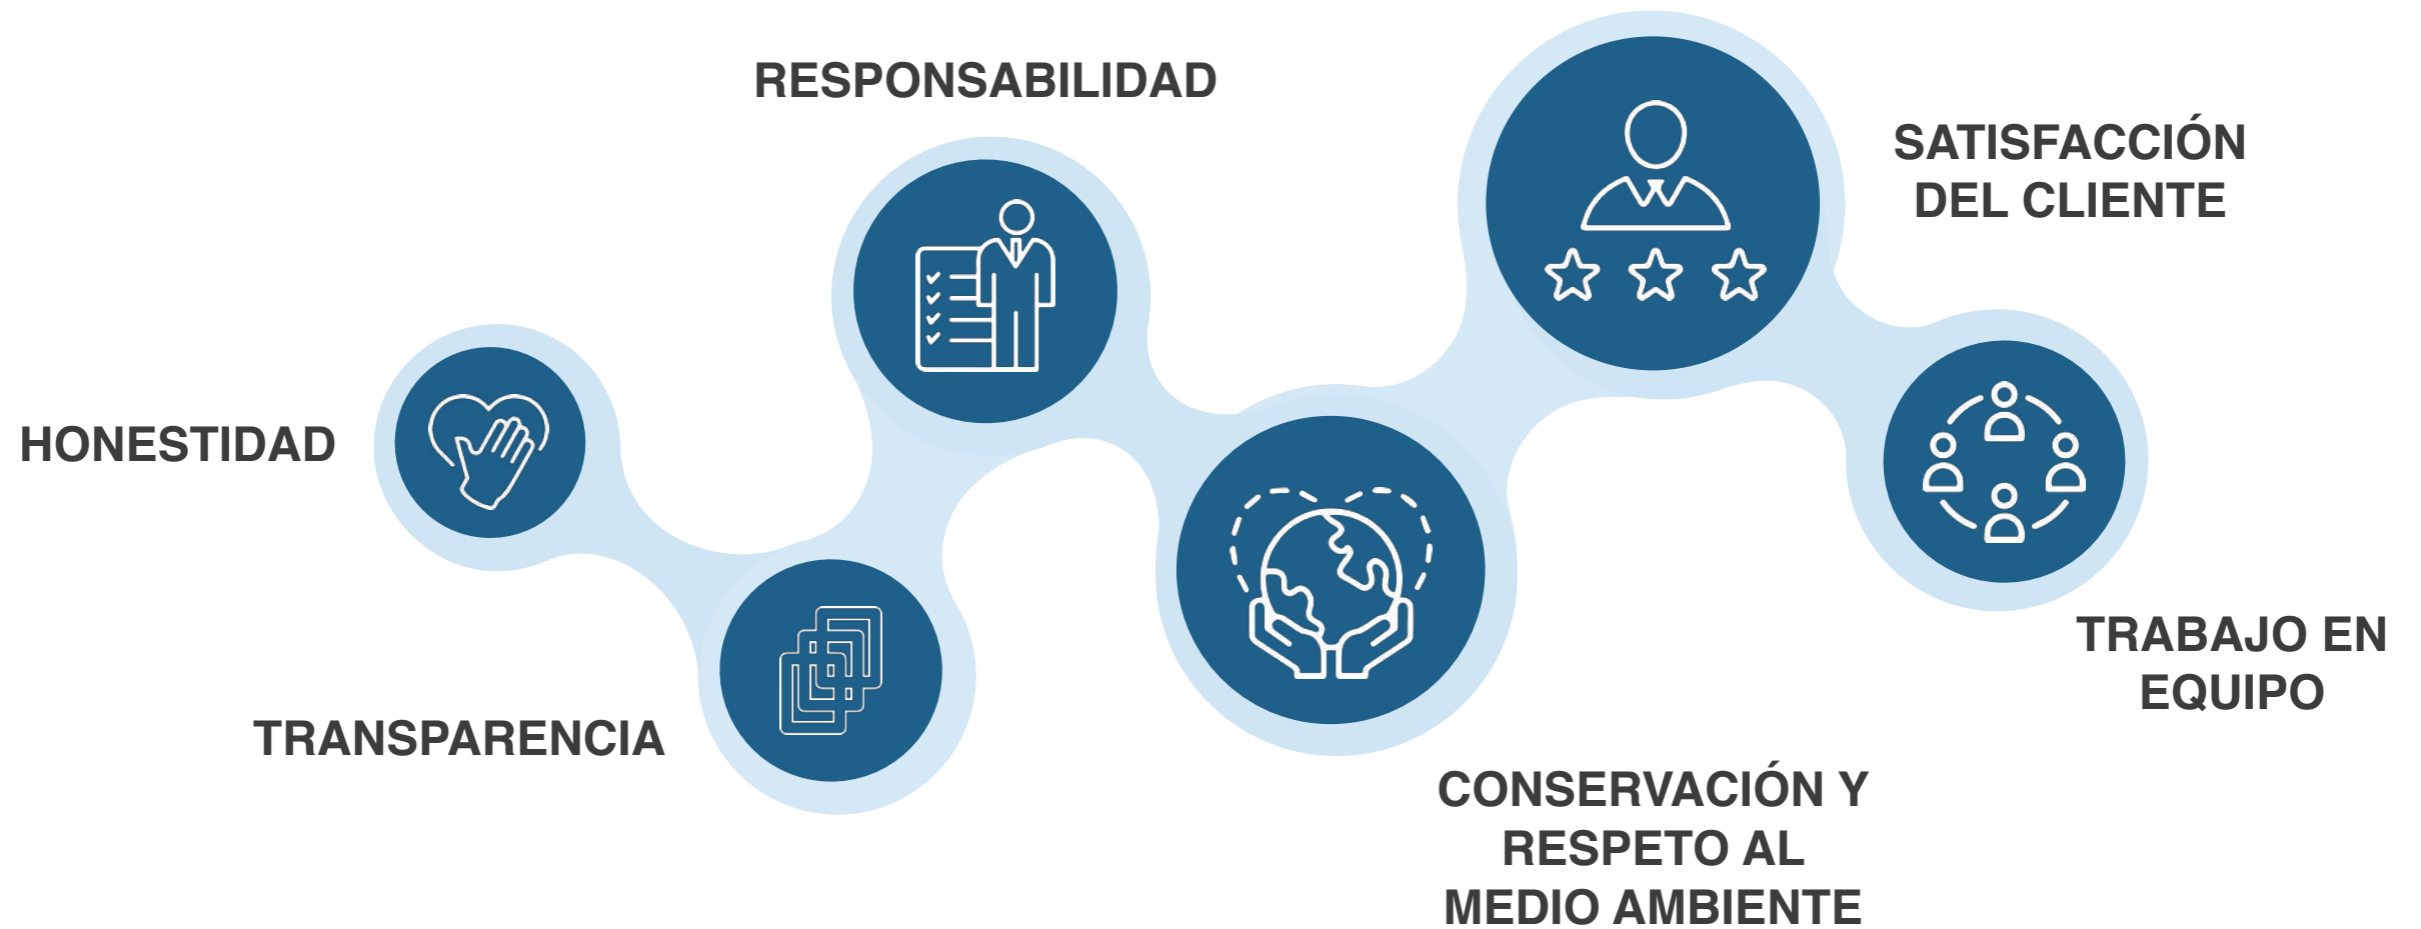 HONESTIDAD
TRANSPARENCIA
RESPONSABILIDAD
CONSERVACIÓN Y
RESPETO AL
MEDIO AMBIENTE
SATISFACCIÓN
DEL CLIENTE
TRABAJO EN
EQUIPO